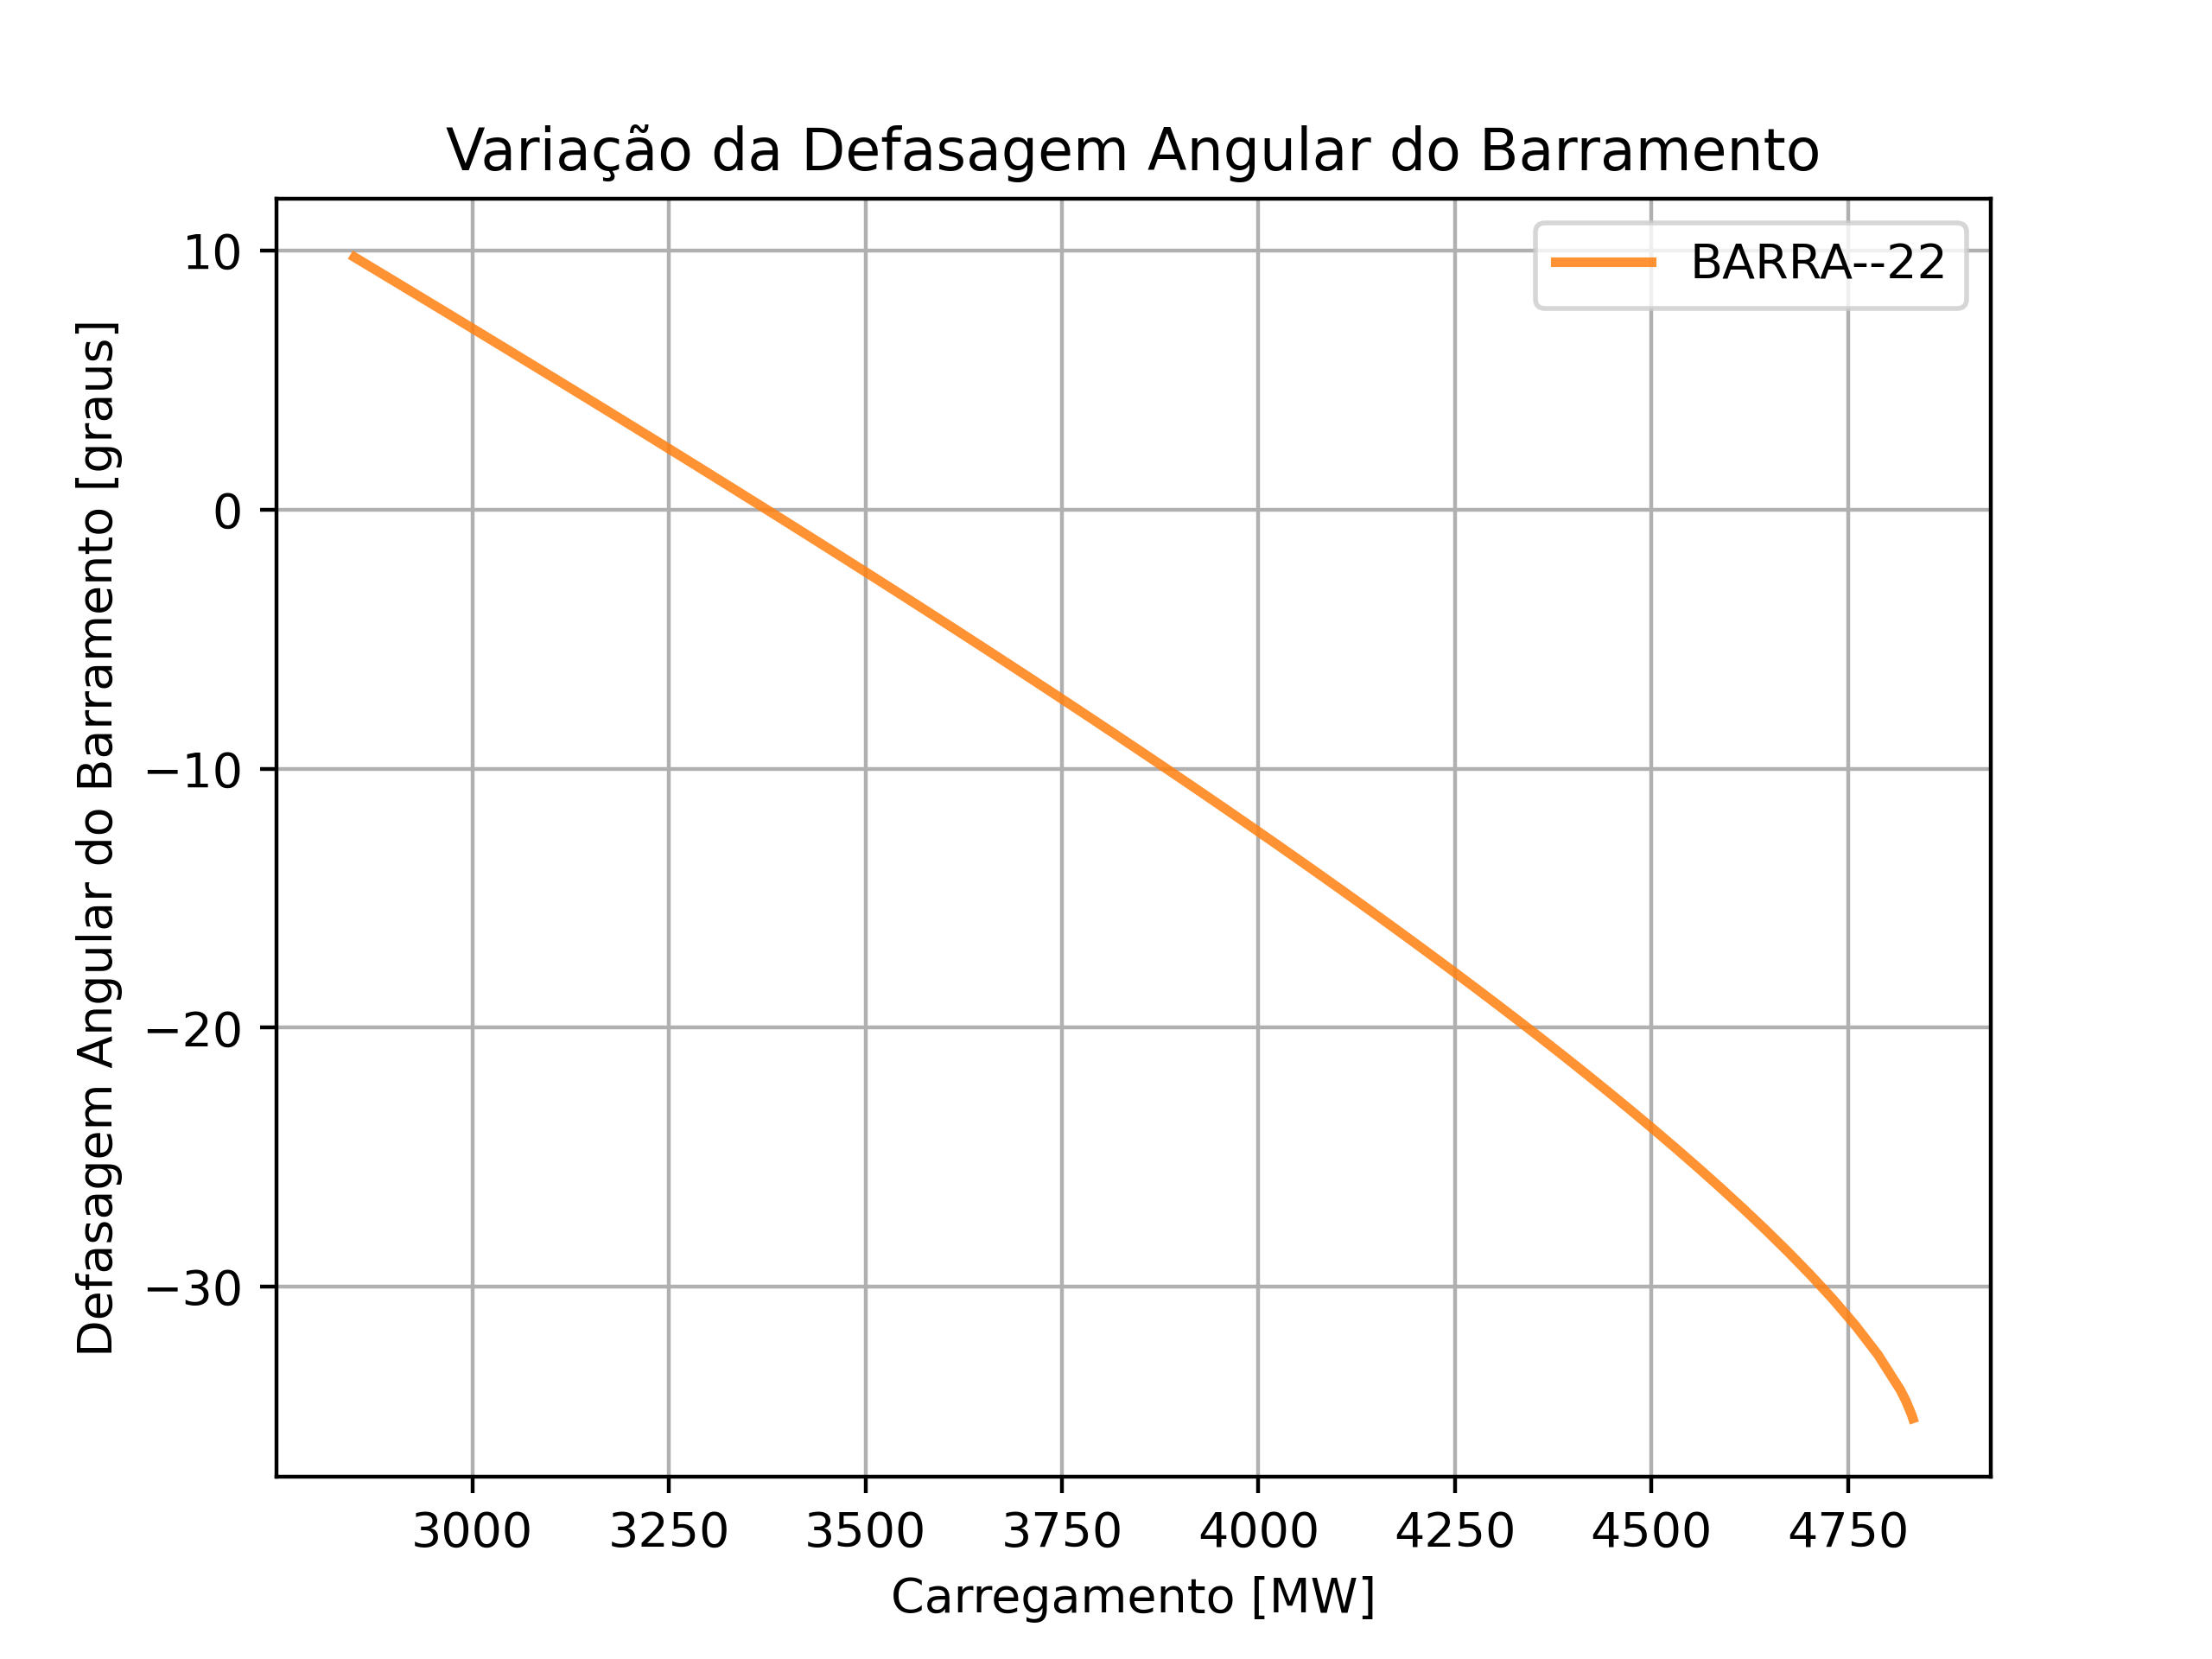 Variação da Defasagem Angular do Barramento
BARRA--22
Defasagem Angular do Barramento [graus]
10
0
−10
−20
−30
3000 3250 3500 3750 4000 4250 4500 4750
Carregamento [MW]